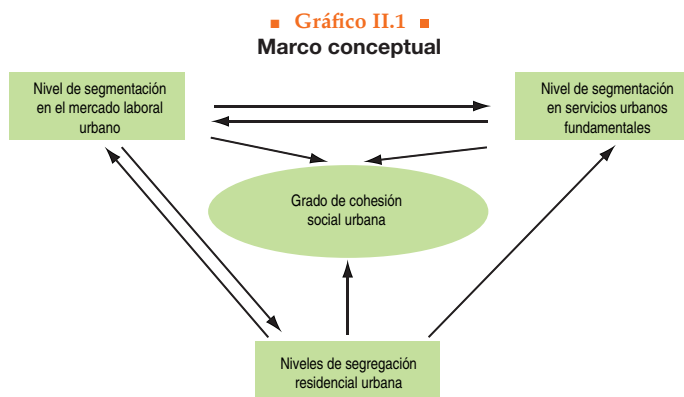 Gráfico II.1
Marco conceptual
Nivel de segmentación
en el mercado laboral
urbano
Nivel de segmentación
en servicios urbanos
fundamentales
Grado de cohesión
social urbana
Niveles de segregación
residencial urbana